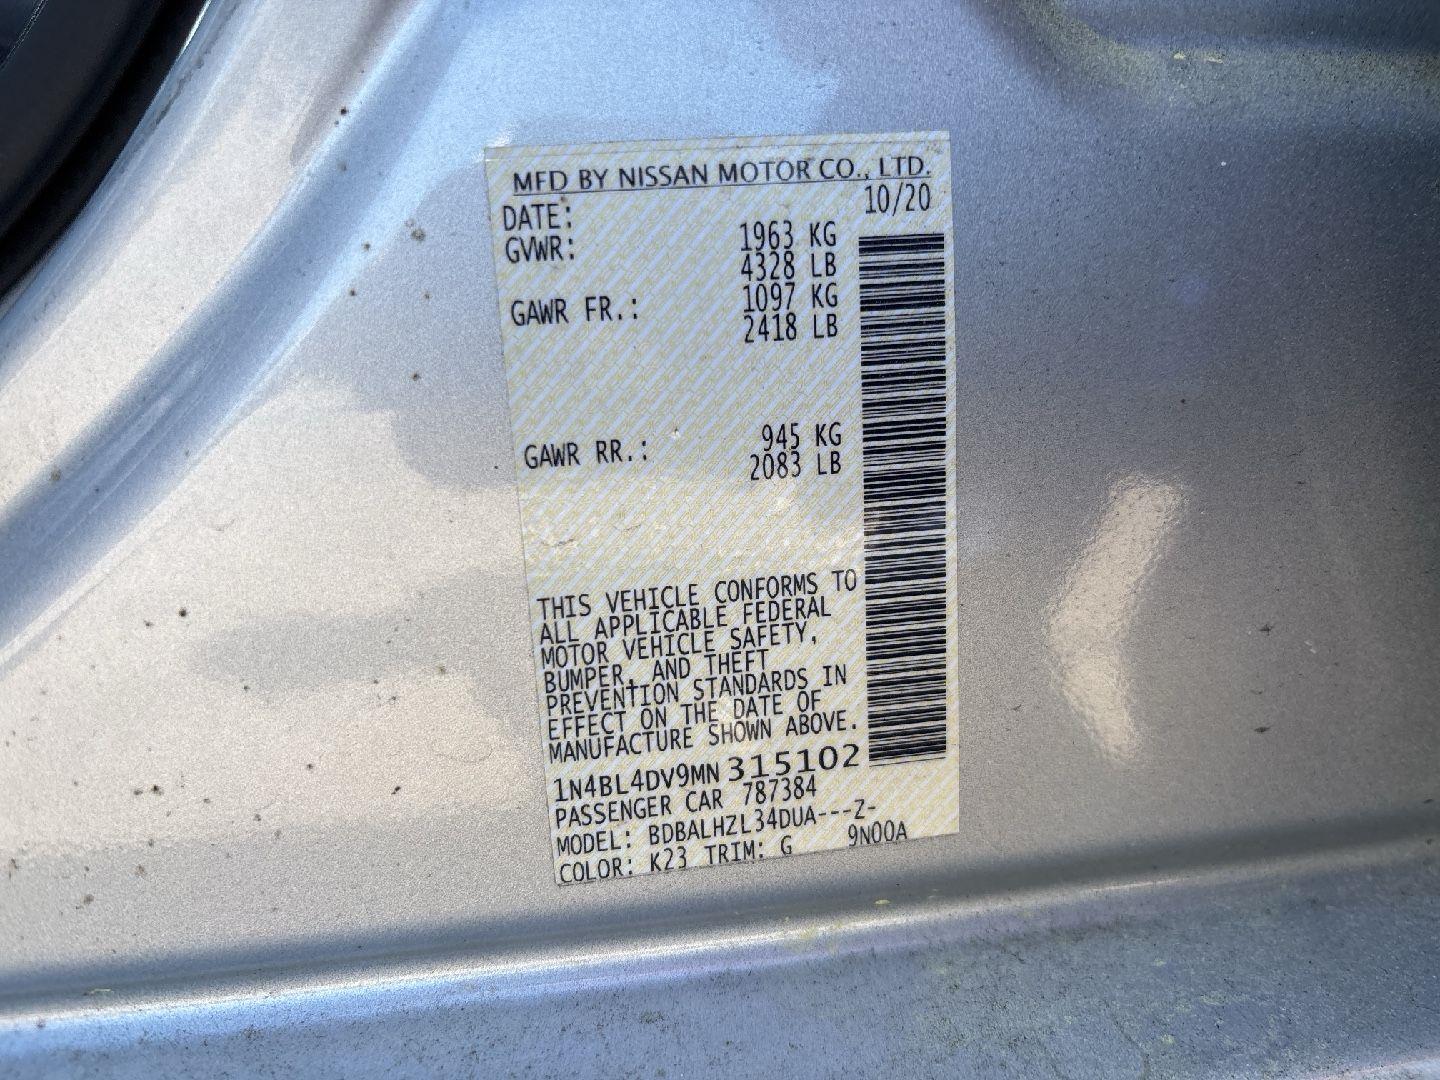 MFD BY NISSAN MOTOR CO., LTD.
DATE: 10/20
GVWR: 1963 KG
4328 LB
GAWR FR.: 1097 KG
2418 LB
GAWR RR.: 945 KG
2083 LB
THIS VEHICLE CONFORMS TO
ALL APPLICABLE FEDERAL
MOTOR VEHICLE SAFETY,
BUMPER, AND THEFT
PREVENTION STANDARDS IN
EFFECT ON THE DATE OF
MANUFACTURE SHOWN ABOVE.
1N4BL4DV9MN315102
PASSENGER CAR 787384
MODEL: BDBALHZL34DUA---Z-
COLOR: K23 TRIM: G 9N00A